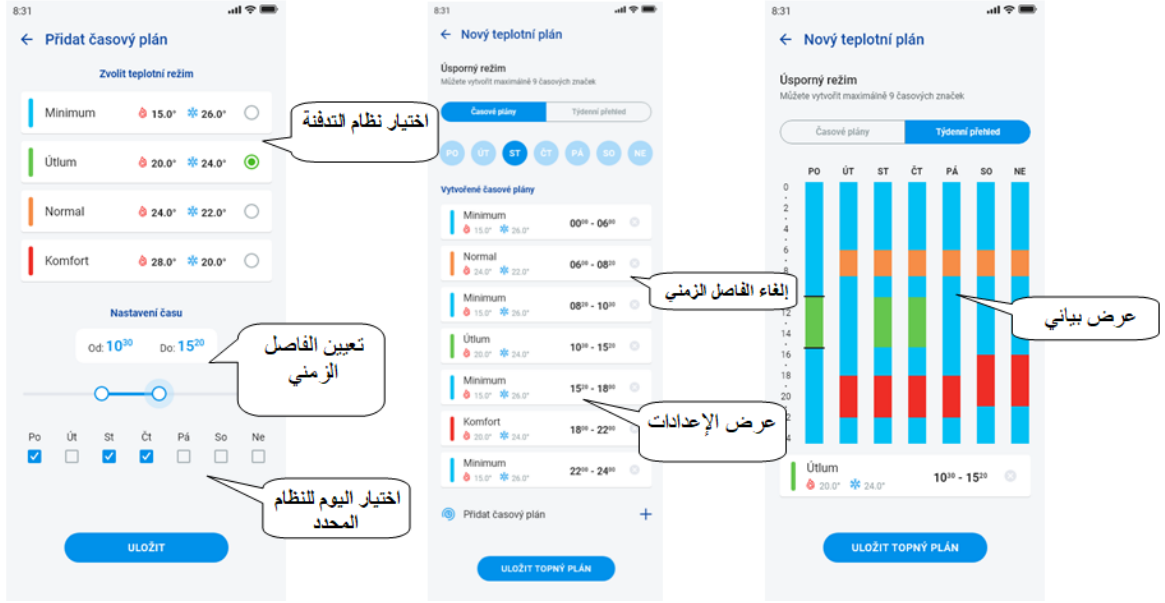 8:31
← Přidat časový plán
Zvolit teplotní režim
Minimum 15.0° 26.0°
Útlum 20.0° 24.0°
Normal 24.0° 22.0°
Komfort 28.0° 20.0°
Nastavení času
Od: 10³⁰ Do: 15²⁰
Po Út St Čt Pá So Ne
ULOŽIT
اختيار نظام التدفئة
تعيين الفاصل
الزمني
اختيار اليوم للنظام
المحدد
8:31
← Nový teplotní plán
Úsporný režim
Můžete vytvořit maximálně 9 časových značek
Časové plány Týdenní přehled
PO ÚT ST ČT PÁ SO NE
Vytvořené časové plány
Minimum
15.0° 26.0°
00⁰⁰ - 06⁰⁰
Normal
24.0° 22.0°
06⁰⁰ - 08²⁰
Minimum
15.0° 26.0°
08²⁰ - 10³⁰
Útlum
20.0° 24.0°
10³⁰ - 15²⁰
Minimum
15.0° 26.0°
15²⁰ - 18⁰⁰
Komfort
20.0° 24.0°
18⁰⁰ - 22⁰⁰
Minimum
15.0° 26.0°
22⁰⁰ - 24⁰⁰
Přidat časový plán +
ULOŽIT TOPNÝ PLÁN
إلغاء الفاصل الزمني
عرض الإعدادات
8:31
← Nový teplotní plán
Úsporný režim
Můžete vytvořit maximálně 9 časových značek
Časové plány Týdenní přehled
PO ÚT ST ČT PÁ SO NE
0
2
4
6
8
12
14
16
18
20
2
4
عرض بياني
Útlum
20.0° 24.0°
10³⁰ - 15²⁰
ULOŽIT TOPNÝ PLÁN